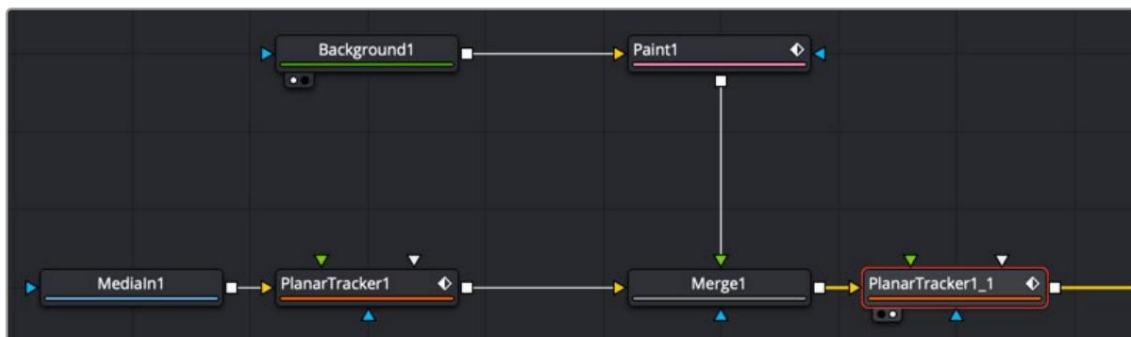 Background1
Paint1
MediaIn1
PlanarTracker1
Merge1
PlanarTracker1_1